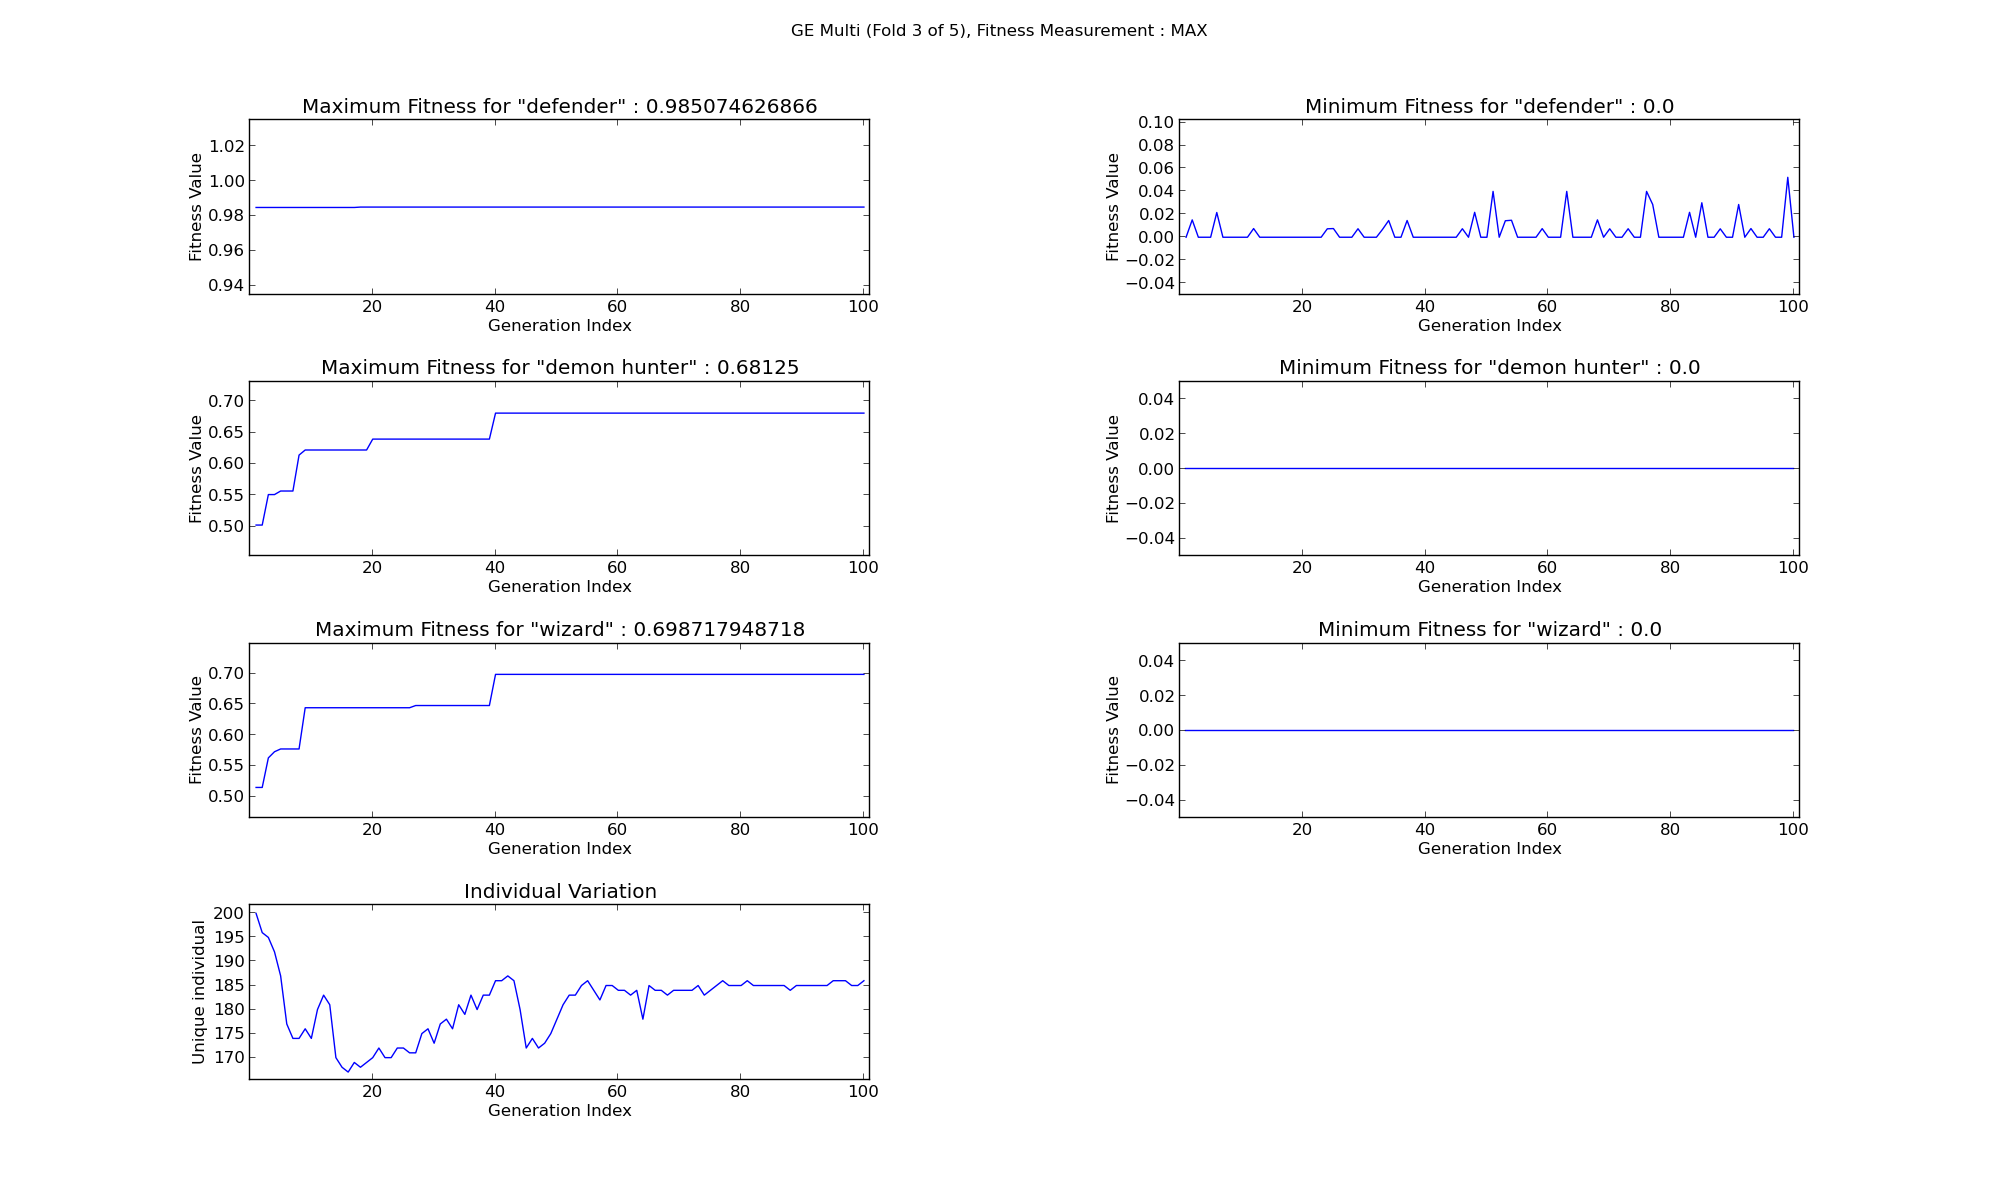 GE Multi (Fold 3 of 5), Fitness Measurement : MAX
Maximum Fitness for "defender" : 0.985074626866
Fitness Value
1.02
1.00
0.98
0.96
0.94
20 40 60 80 100
Generation Index
Minimum Fitness for "defender" : 0.0
Fitness Value
0.10
0.08
0.06
0.04
0.02
0.00
−0.02
−0.04
20 40 60 80 100
Generation Index
Maximum Fitness for "demon hunter" : 0.68125
Fitness Value
0.70
0.65
0.60
0.55
0.50
20 40 60 80 100
Generation Index
Minimum Fitness for "demon hunter" : 0.0
Fitness Value
0.04
0.02
0.00
−0.02
−0.04
20 40 60 80 100
Generation Index
Maximum Fitness for "wizard" : 0.698717948718
Fitness Value
0.70
0.65
0.60
0.55
0.50
20 40 60 80 100
Generation Index
Minimum Fitness for "wizard" : 0.0
Fitness Value
0.04
0.02
0.00
−0.02
−0.04
20 40 60 80 100
Generation Index
Individual Variation
Unique individual
200
195
190
185
180
175
170
20 40 60 80 100
Generation Index